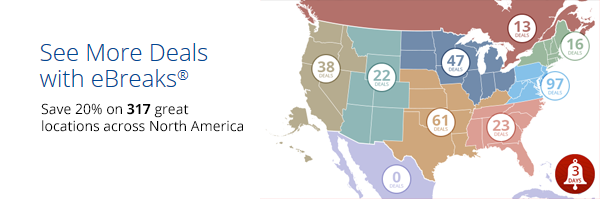 See More Deals
with eBreaks®
Save 20% on 317 great
locations across North America
13
DEALS
16
DEALS
38
DEALS
22
DEALS
47
DEALS
97
DEALS
61
DEALS
23
DEALS
0
DEALS
3
DAYS